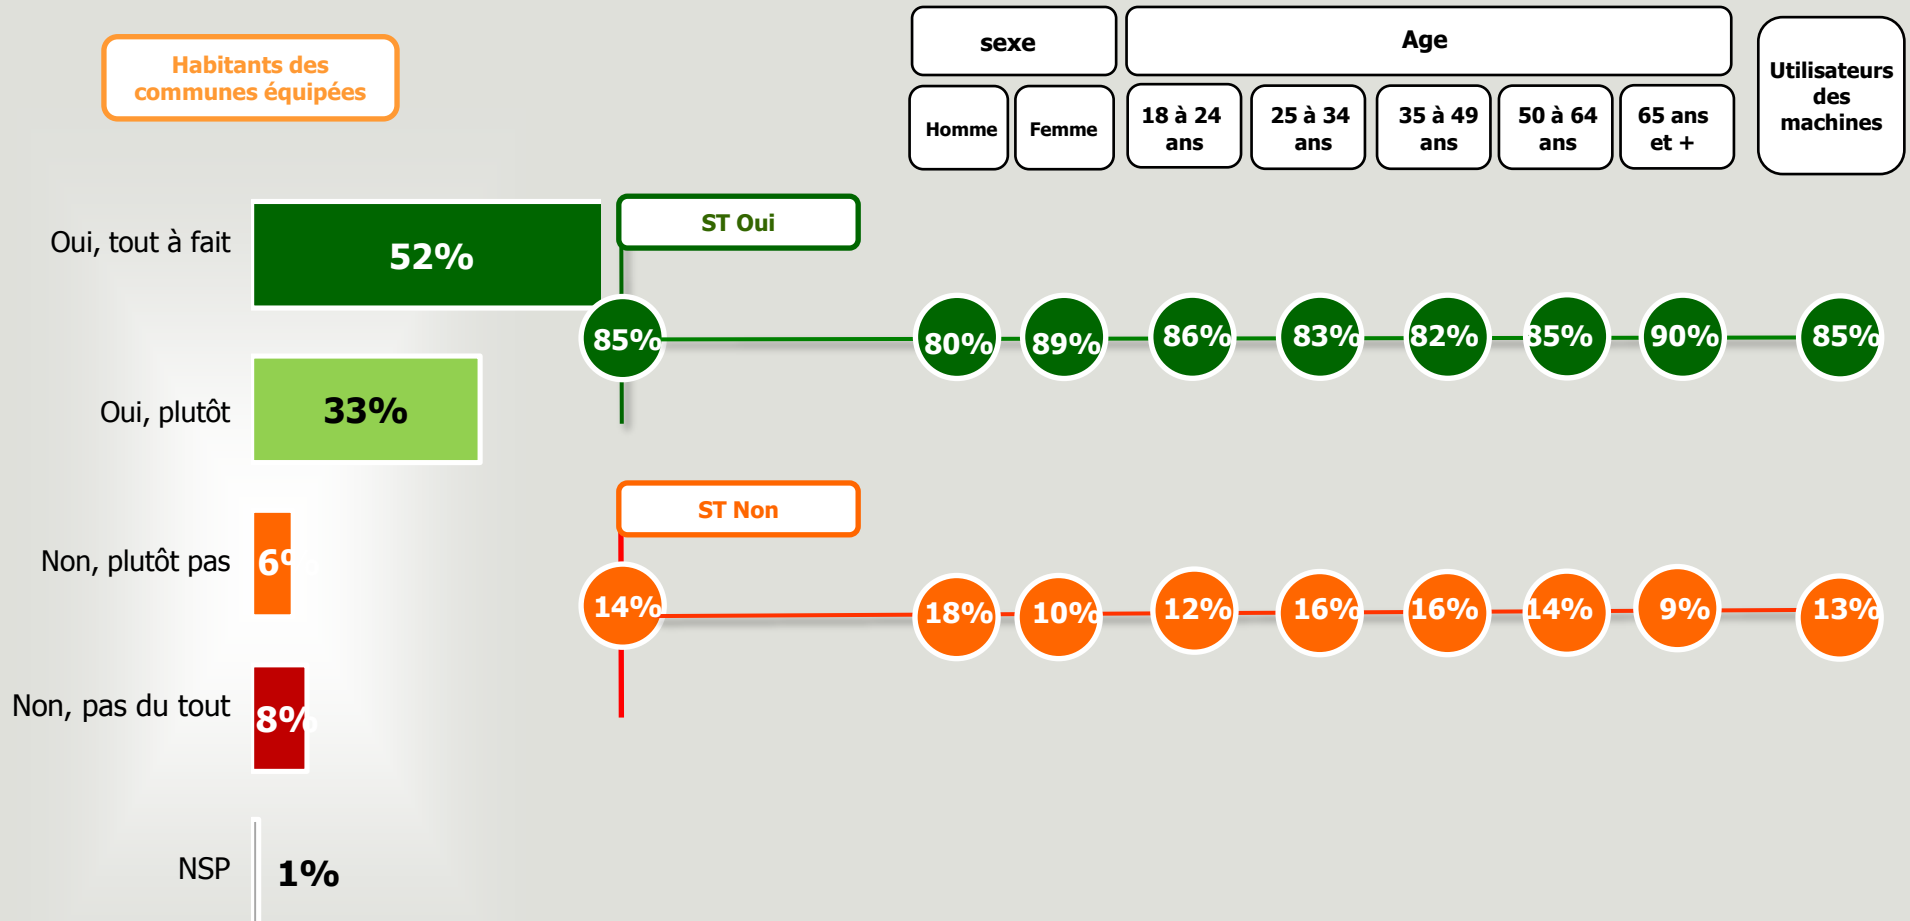 Habitants des
communes équipées
sexe
Age
Utilisateurs
des
machines
Homme
Femme
18 à 24
ans
25 à 34
ans
35 à 49
ans
50 à 64
ans
65 ans
et +
Oui, tout à fait
52%
ST Oui
85%
80%
89%
86%
83%
82%
85%
90%
85%
Oui, plutôt
33%
ST Non
Non, plutôt pas
6%
14%
18%
10%
12%
16%
16%
14%
9%
13%
Non, pas du tout
8%
NSP
1%